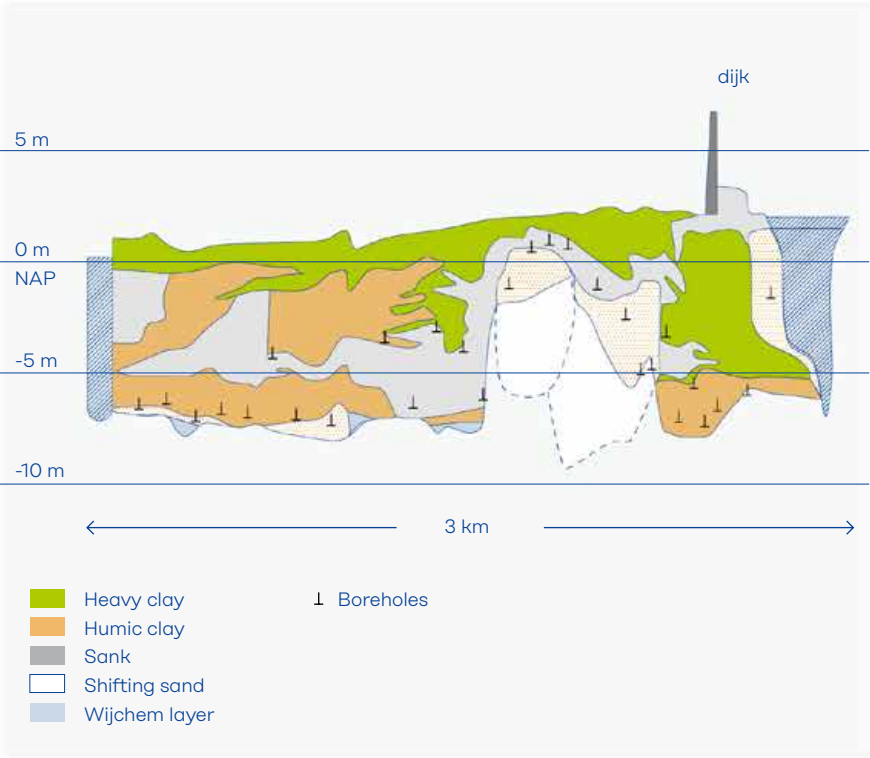 dijk
5 m
0 m
NAP
-5 m
-10 m
3 km
Heavy clay
Humic clay
Sank
Shifting sand
Wijchem layer
Boreholes